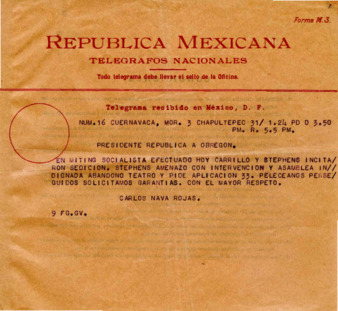 Forma M.3.
REPUBLICA MEXICANA
TELEGRAFOS NACIONALES
Todo telegrama debe llevar el sello de la Oficina.
Telegrama recibido en México, D. F.
NUM.16 CUERNAVACA, MOR. 3 CHAPULTEPEC 31/ 1.24 PD O 3.50
PM. R. 5.5 PM.
PRESIDENTE REPUBLICA A OBREGON.
EN MITING SOCIALISTA EFECTUADO HOY CARRILLO Y STEPHENS INCITA/
RON SEDICION. STEPHENS AMENAZO CON INTERVENCION Y ASAMBLEA IN//
DIGNADA ABANDONO TEATRO Y PIDE APLICACION 33. PELECEANOS PERSE/
GUIDOS SOLICITAMOS GARANTIAS. CON EL MAYOR RESPETO.
CARLOS NAVA ROJAS.
9 FG.GV.